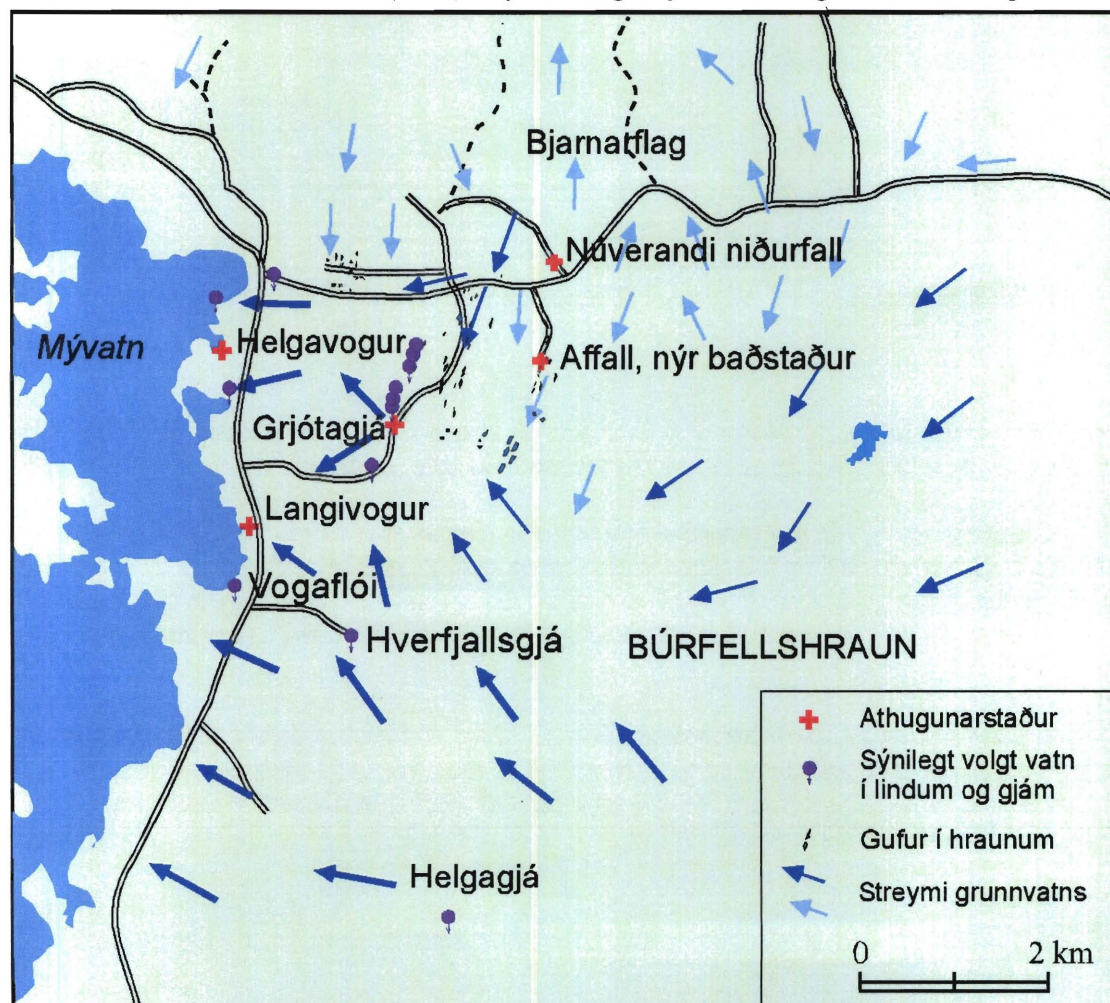 Bjarnarflag
Núverandi niðurfall
Mývatn
Helgavogur
Affall, nýr baðstaður
Grjótagjá
Langivogur
Vogaflói
Hverfjallsgjá
BÚRFELLSHRAUN
Helgagjá
Athugunarstaður
Sýnilegt volgt vatn
í lindum og gjám
Gufur í hraunum
Streymi grunnvatns
0 2 km